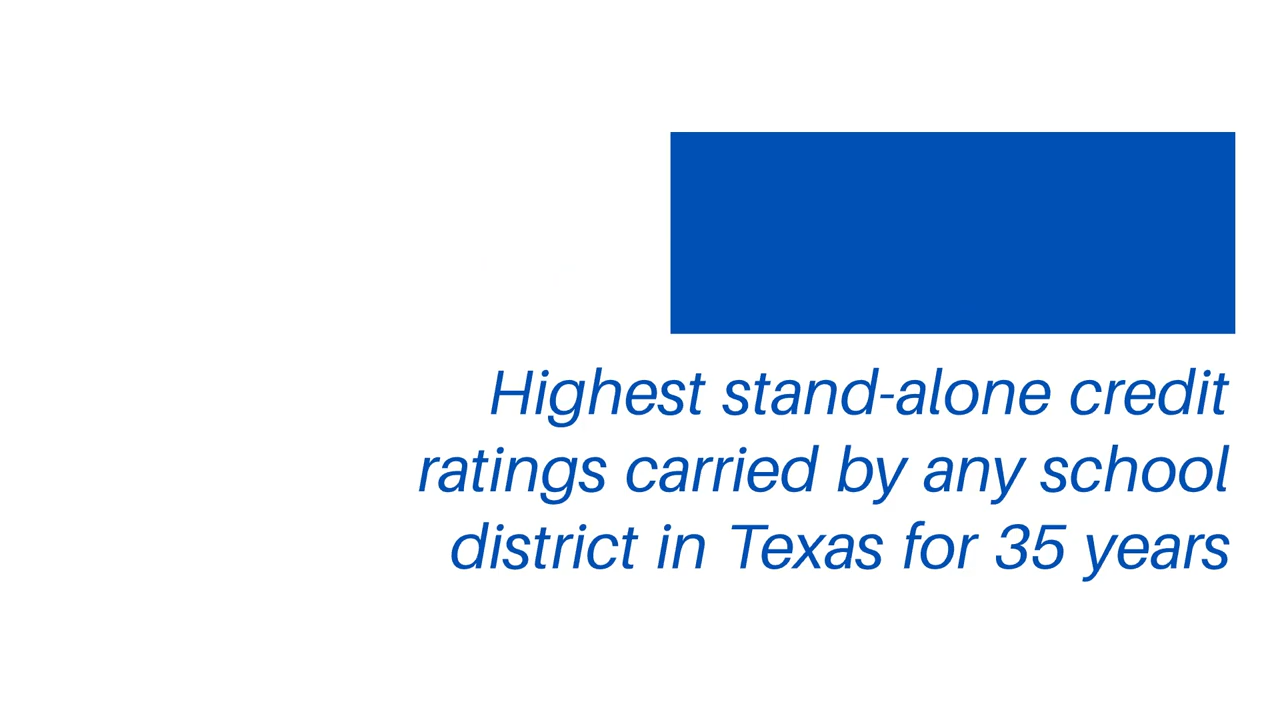 Highest stand-alone credit
ratings carried by any school
district in Texas for 35 years